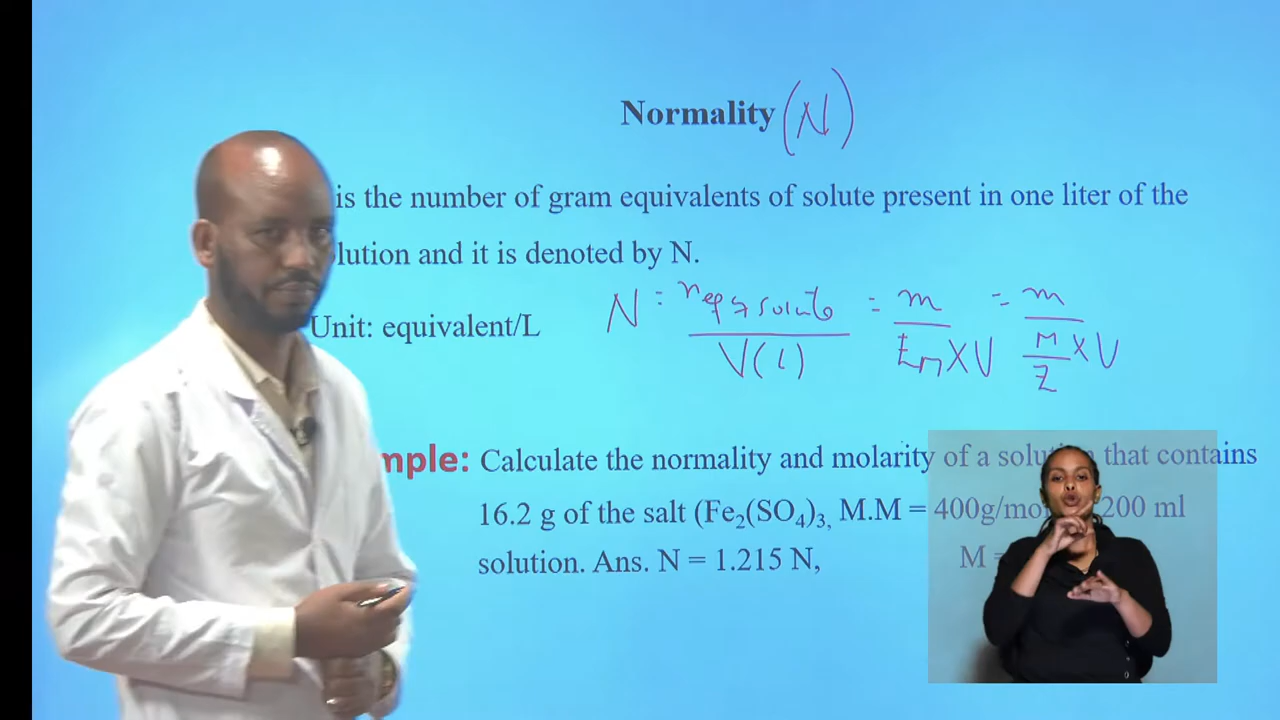 Normality (N)
is the number of gram equivalents of solute present in one liter of the
lution and it is denoted by N.
Unit: equivalent/L
N = neq of solute / V(L) = m / Em X V = m / M/Z X V
mple: Calculate the normality and molarity of a solu that contains
16.2 g of the salt (Fe2(SO4)3, M.M = 400g/mo 200 ml
solution. Ans. N = 1.215 N, M =